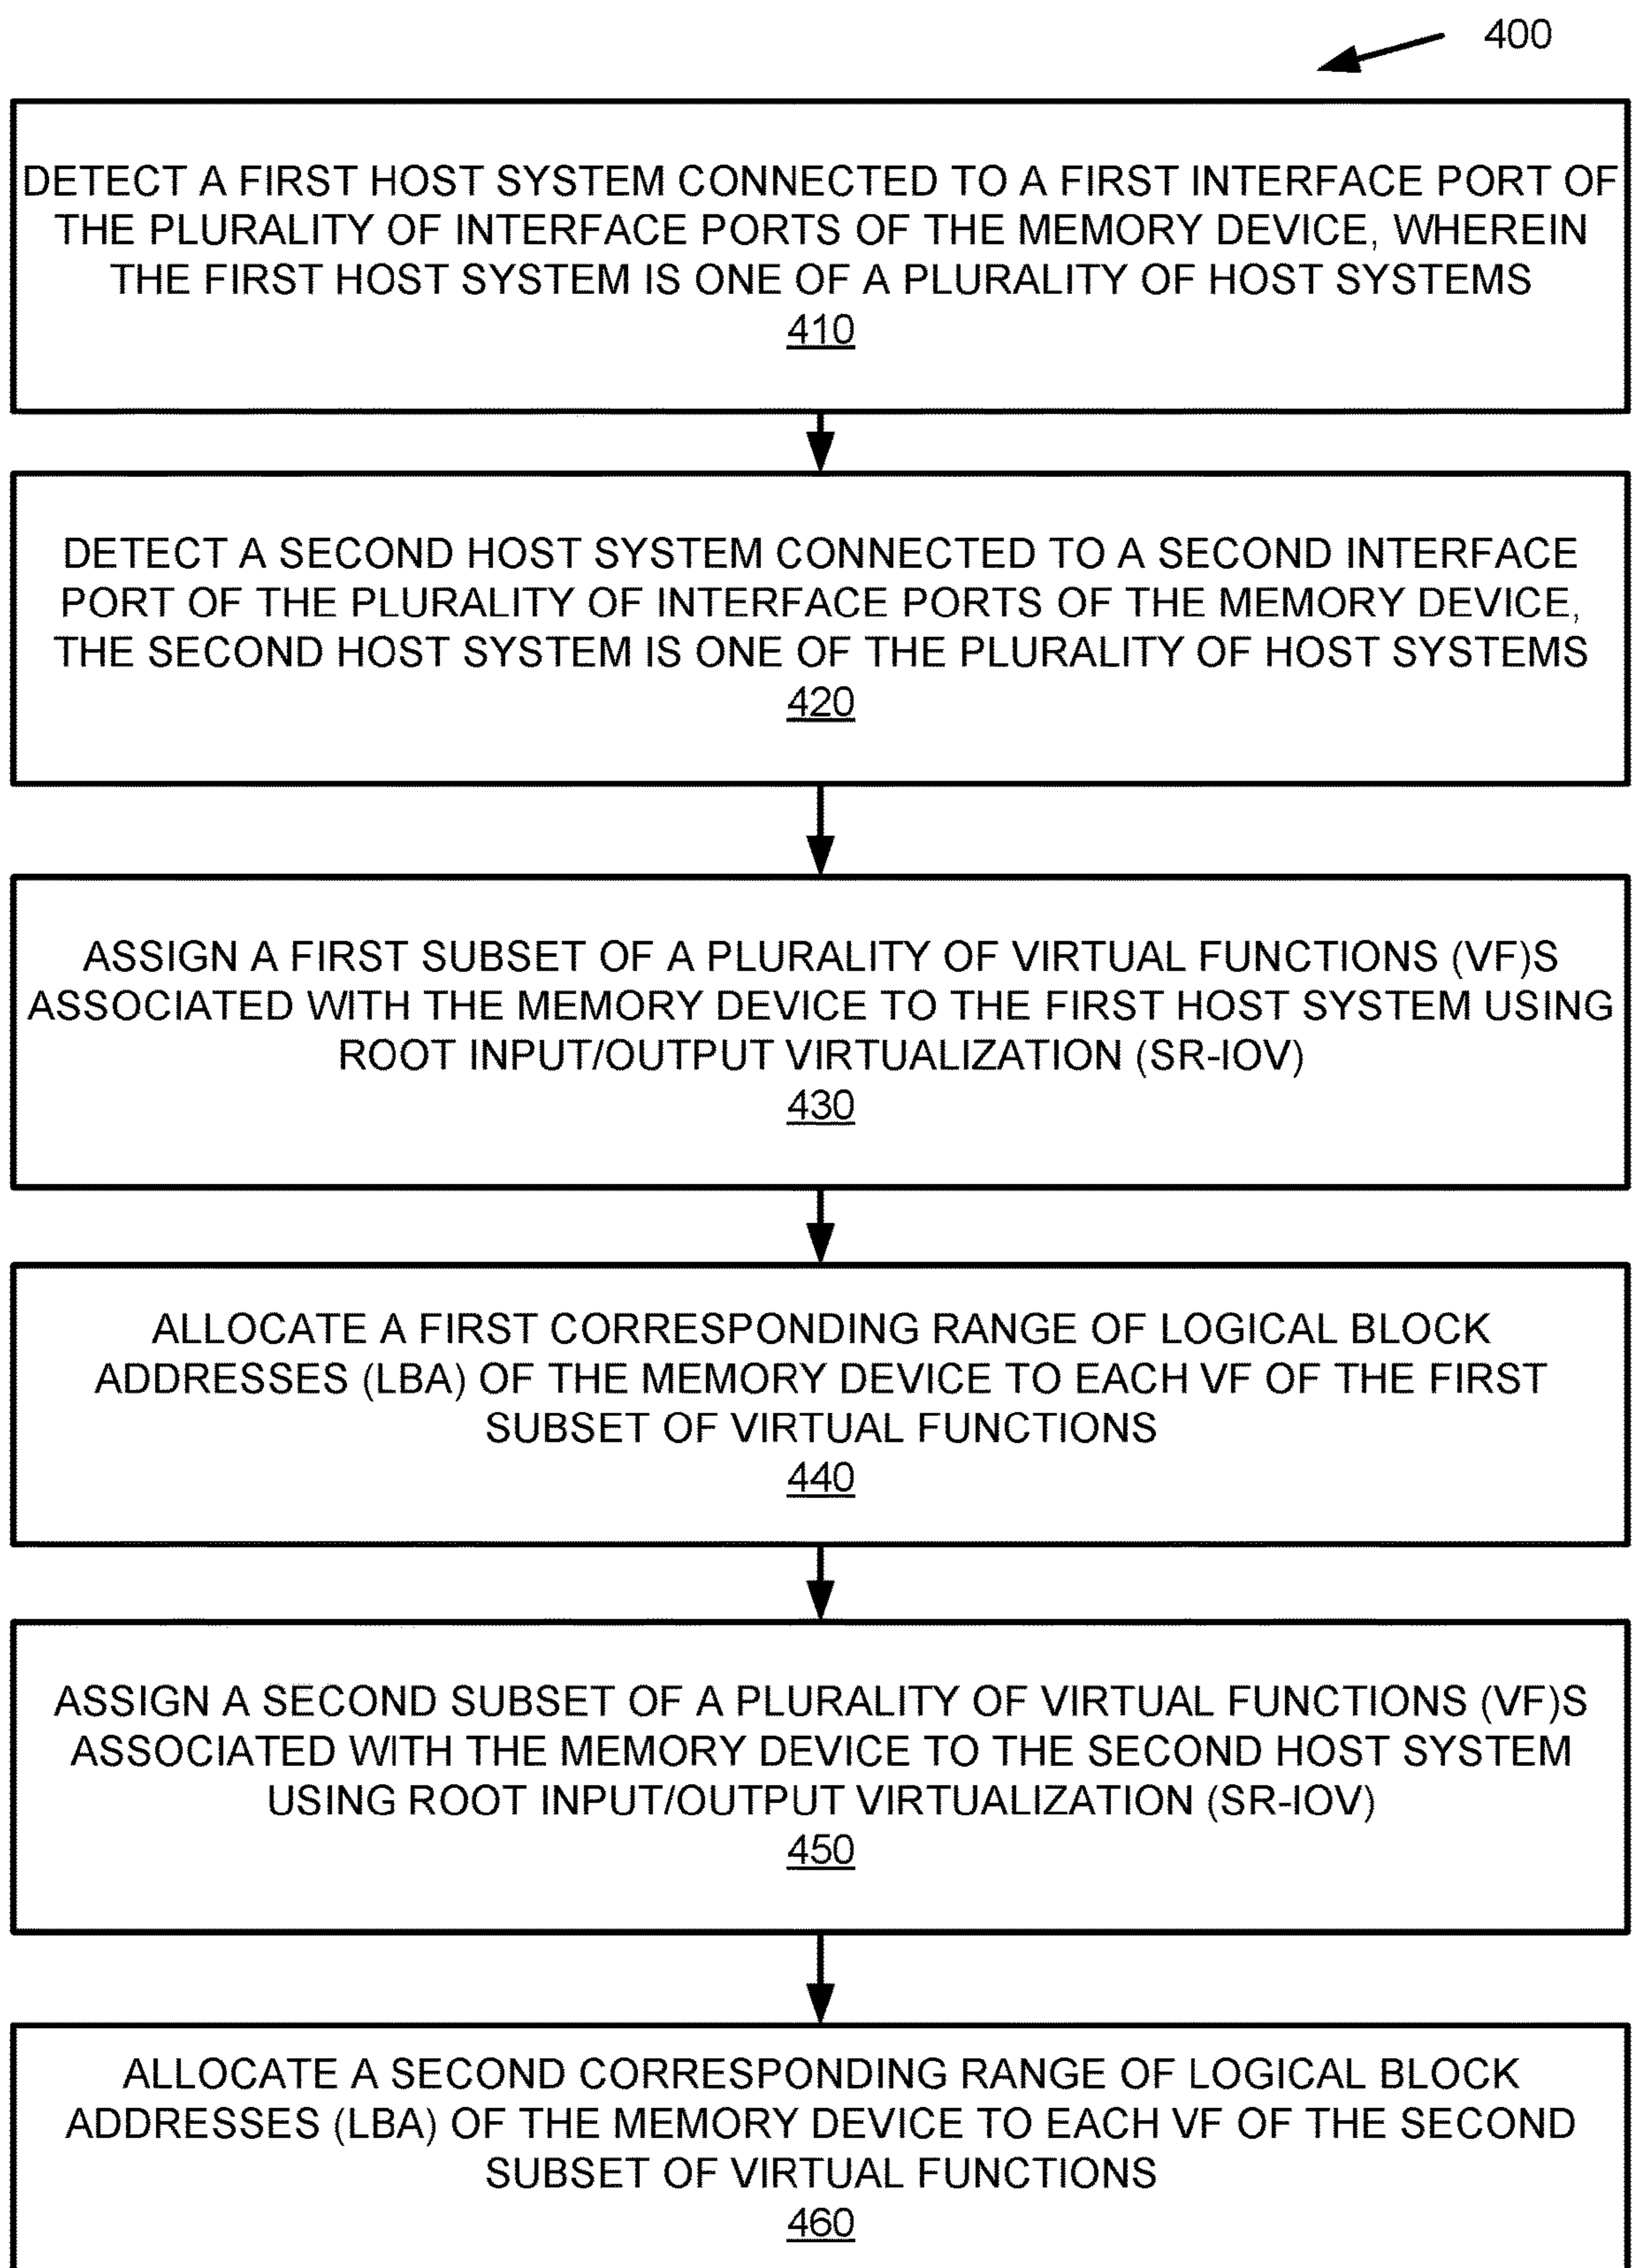 400
DETECT A FIRST HOST SYSTEM CONNECTED TO A FIRST INTERFACE PORT OF
THE PLURALITY OF INTERFACE PORTS OF THE MEMORY DEVICE, WHEREIN
THE FIRST HOST SYSTEM IS ONE OF A PLURALITY OF HOST SYSTEMS
410
DETECT A SECOND HOST SYSTEM CONNECTED TO A SECOND INTERFACE
PORT OF THE PLURALITY OF INTERFACE PORTS OF THE MEMORY DEVICE,
THE SECOND HOST SYSTEM IS ONE OF THE PLURALITY OF HOST SYSTEMS
420
ASSIGN A FIRST SUBSET OF A PLURALITY OF VIRTUAL FUNCTIONS (VF)S
ASSOCIATED WITH THE MEMORY DEVICE TO THE FIRST HOST SYSTEM USING
ROOT INPUT/OUTPUT VIRTUALIZATION (SR-IOV)
430
ALLOCATE A FIRST CORRESPONDING RANGE OF LOGICAL BLOCK
ADDRESSES (LBA) OF THE MEMORY DEVICE TO EACH VF OF THE FIRST
SUBSET OF VIRTUAL FUNCTIONS
440
ASSIGN A SECOND SUBSET OF A PLURALITY OF VIRTUAL FUNCTIONS (VF)S
ASSOCIATED WITH THE MEMORY DEVICE TO THE SECOND HOST SYSTEM
USING ROOT INPUT/OUTPUT VIRTUALIZATION (SR-IOV)
450
ALLOCATE A SECOND CORRESPONDING RANGE OF LOGICAL BLOCK
ADDRESSES (LBA) OF THE MEMORY DEVICE TO EACH VF OF THE SECOND
SUBSET OF VIRTUAL FUNCTIONS
460